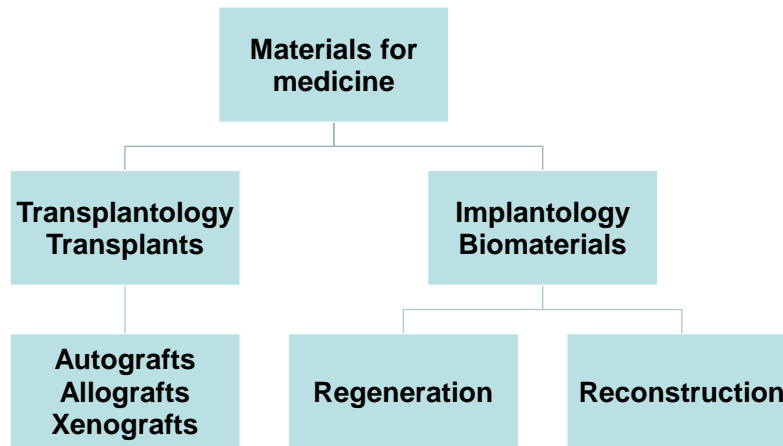 Materials for
medicine
Transplantology
Transplants
Implantology
Biomaterials
Autografts
Allografts
Xenografts
Regeneration
Reconstruction